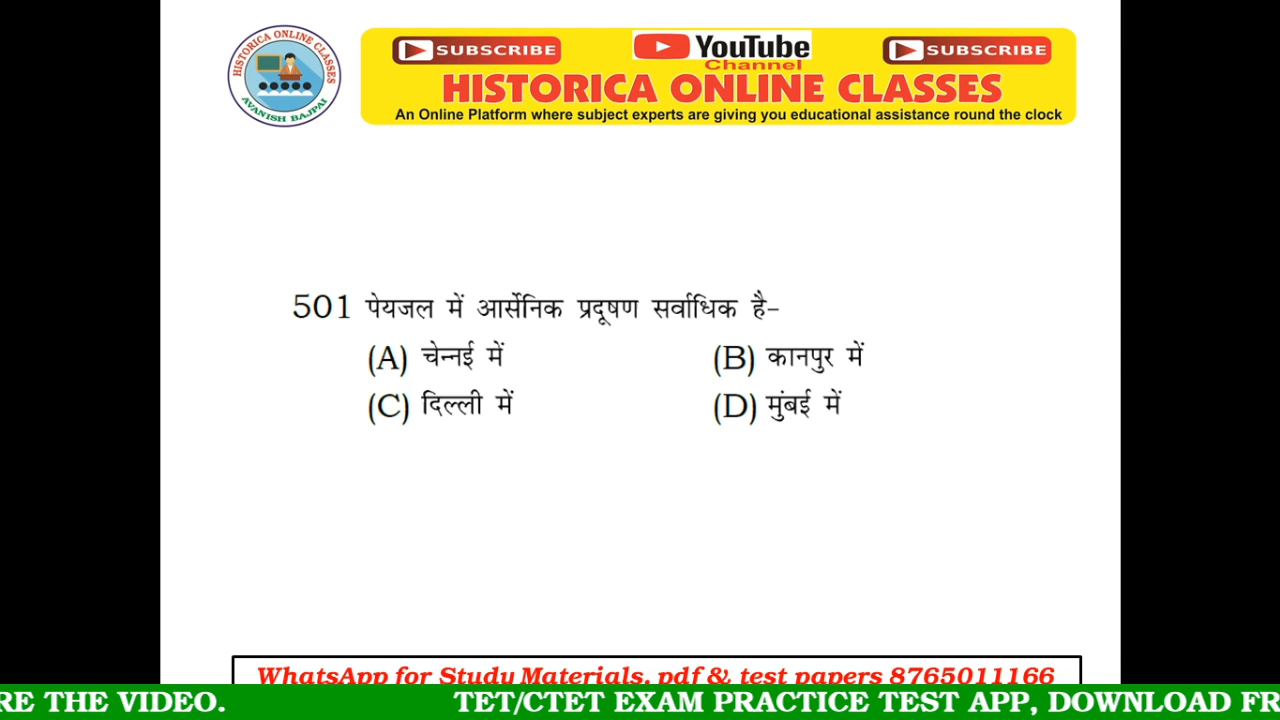 HISTORICA ONLINE CLASSES
AVANISH BAJPAI
SUBSCRIBE
YouTube
Channel
SUBSCRIBE
HISTORICA ONLINE CLASSES
An Online Platform where subject experts are giving you educational assistance round the clock
501 पेयजल में आर्सेनिक प्रदूषण सर्वाधिक है-
(A) चेन्नई में (B) कानपुर में
(C) दिल्ली में (D) मुंबई में
WhatsApp for Study Materials, pdf & test papers 8765011166
RE THE VIDEO. TET/CTET EXAM PRACTICE TEST APP, DOWNLOAD FR